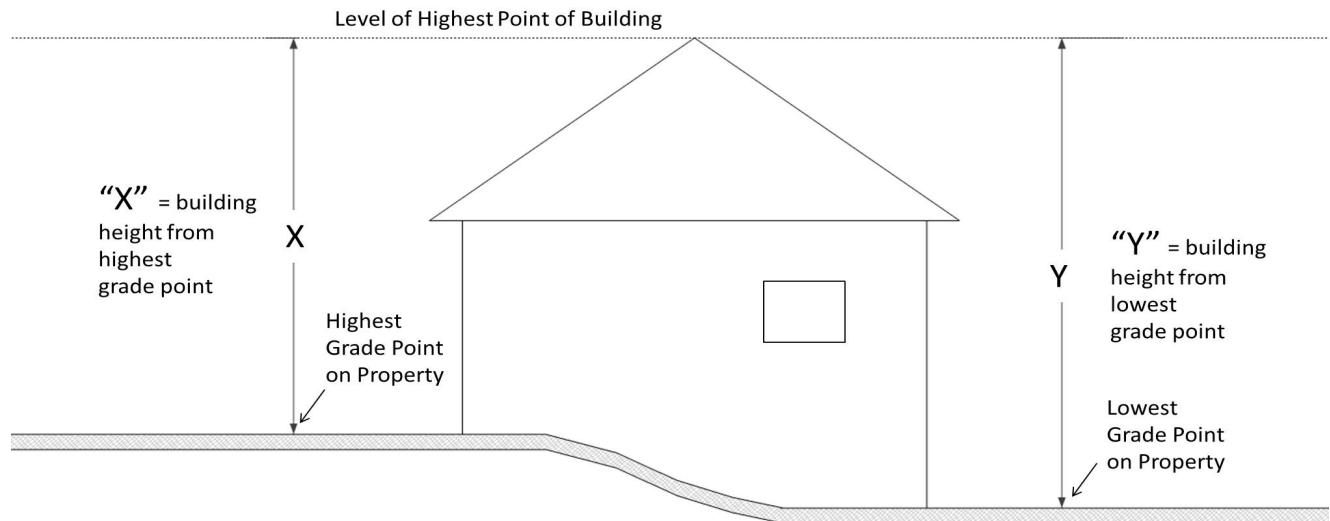 Level of Highest Point of Building
“X” = building
height from
highest
grade point
X
Highest
Grade Point
on Property
Y
“Y” = building
height from
lowest
grade point
Lowest
Grade Point
on Property